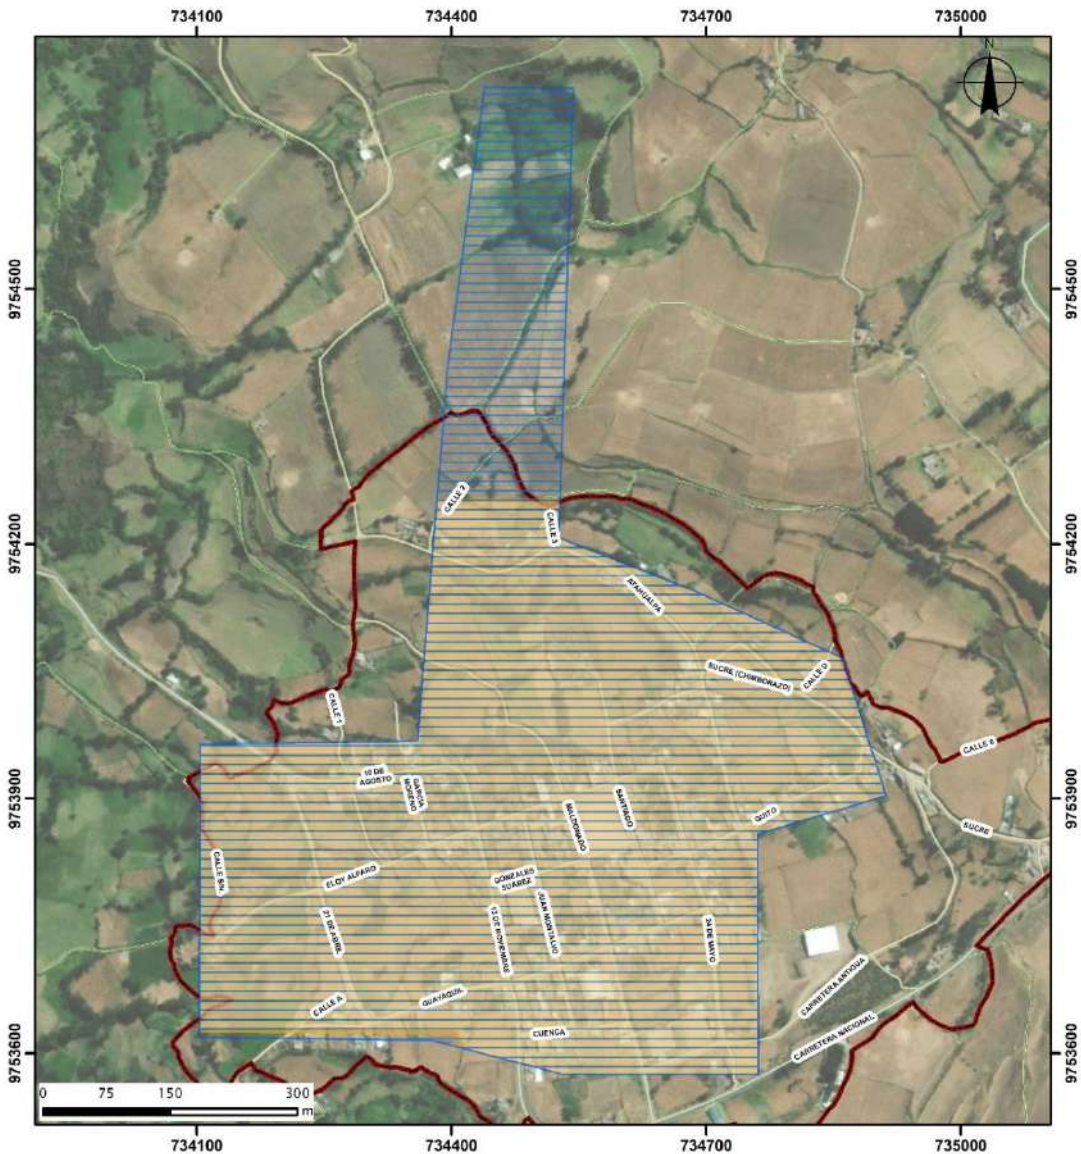 734100 734400 734700 735000
N
9754500 9754500
CALLE 2
CALLE 3
9754200 9754200
ATAHUALPA
SUCRE (CHIMBORAZO)
CALLE D
CALLE 1
CALLE 6
10 DE
AGOSTO
GARCIA
MORENO
9753900 9753900
MALDONADO
SANTIAGO
QUITO
SUCRE
CALLE S/N
ELOY ALFARO
GONZALES
SUAREZ
21 DE ABRIL
12 DE NOVIEMBRE
JUAN MONTALVO
24 DE MAYO
CARRETERA ANTIGUA
CALLE A
GUAYAQUIL
CUENCA
CARRETERA NACIONAL
9753600 9753600
0 75 150 300
m
734100 734400 734700 735000